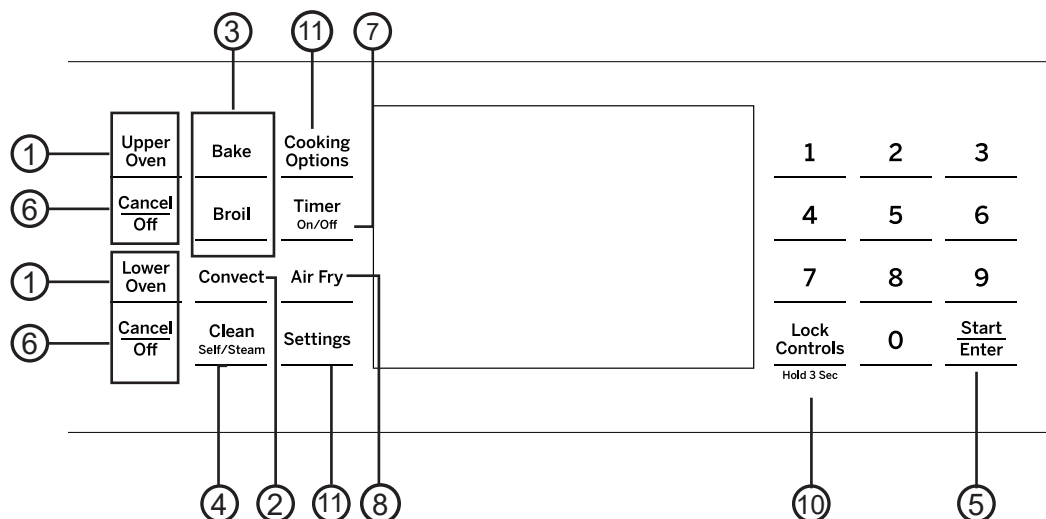 3 11 7
1
Upper
Oven
Bake
Cooking
Options
1 2 3
6
Cancel
Off
Broil
Timer
On/Off
4 5 6
1
Lower
Oven
Convect
Air Fry
7 8 9
6
Cancel
Off
Clean
Self/Steam
Settings
Lock
Controls
Hold 3 Sec
0
Start
Enter
4 2 11 8 10 5